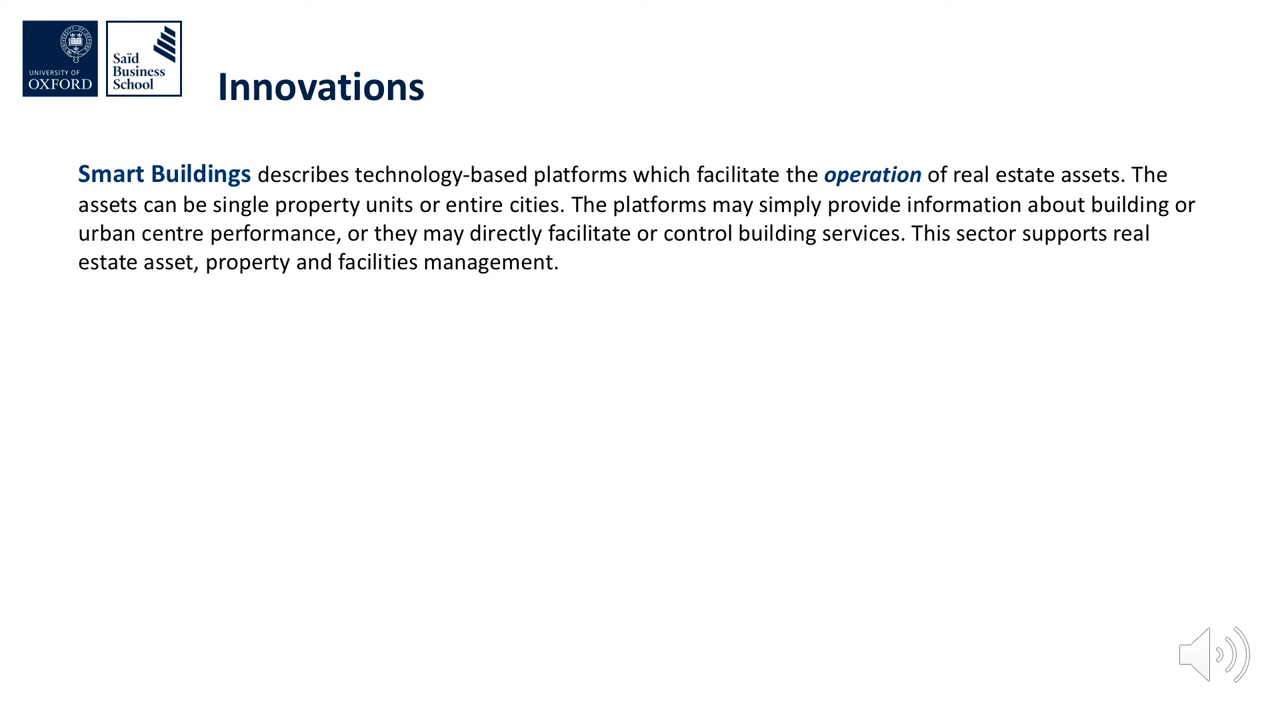 UNIVERSITY OF
OXFORD
Saïd
Business
School
Innovations
Smart Buildings describes technology-based platforms which facilitate the operation of real estate assets. The
assets can be single property units or entire cities. The platforms may simply provide information about building or
urban centre performance, or they may directly facilitate or control building services. This sector supports real
estate asset, property and facilities management.